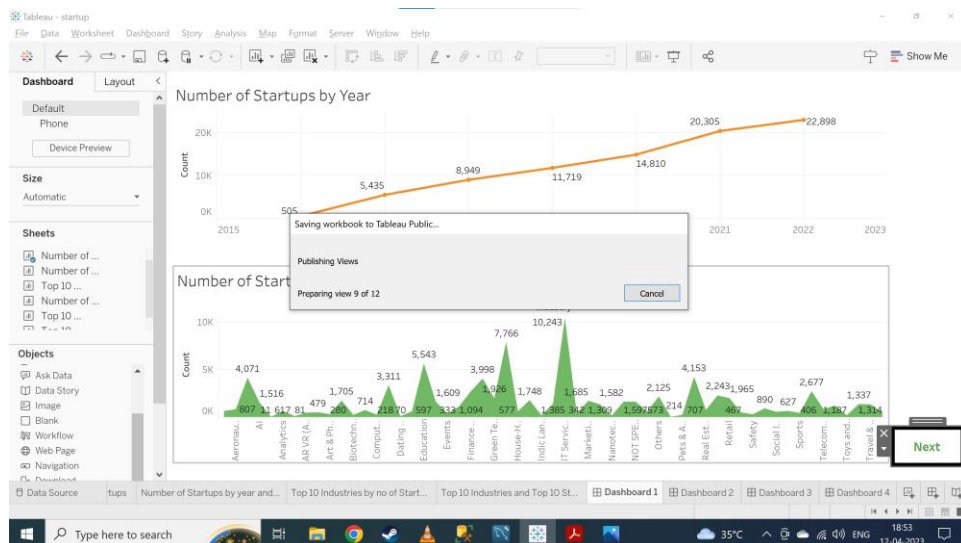 Tableau - startup
File Data Worksheet Dashboard Story Analysis Map Format Server Window Help
Show Me
Dashboard Layout
Default
Phone
Device Preview
Size
Automatic
Sheets
Number of ...
Number of ...
Top 10 ...
Number of ...
Top 10 ...
Objects
Ask Data
Data Story
Image
Blank
Workflow
Web Page
Navigation
Download
Number of Startups by Year
Count
20K
10K
0K
505
5,435
8,949
11,719
14,810
20,305
22,898
2015
2021
2022
2023
Saving workbook to Tableau Public...
Publishing Views
Preparing view 9 of 12
Cancel
Number of Start
Count
10K
5K
0K
10,243
7,766
5,543
4,071
3,311
3,998
4,153
1,516
479
1,705
714
1,609
1,926
1,748
1,685
1,582
2,125
2,243
1,965
890
627
2,677
1,337
807 11 617 81 280 218 70 597 333 1,094 577 1,385 342 1,309 1,597 573 214 707 467 406 1,187 1,314
Aeronau..
AI
Analytics
AR VR (A..
Art & Ph..
Biotechn..
Comput..
Dating ..
Education
Events
Finance ..
Green Te..
House-H..
Indic Lan..
IT Servic..
Marketi..
Nanotec..
NOT SPE..
Others
Pets & A..
Real Est..
Retail
Safety
Social I..
Sports
Telecom..
Toys and..
Travel &..
Next
Data Source tups Number of Startups by year and... Top 10 Industries by no of Start... Top 10 Industries and Top 10 St... Dashboard 1 Dashboard 2 Dashboard 3 Dashboard 4
Type here to search
35°C ENG 18:53
12-04-2023